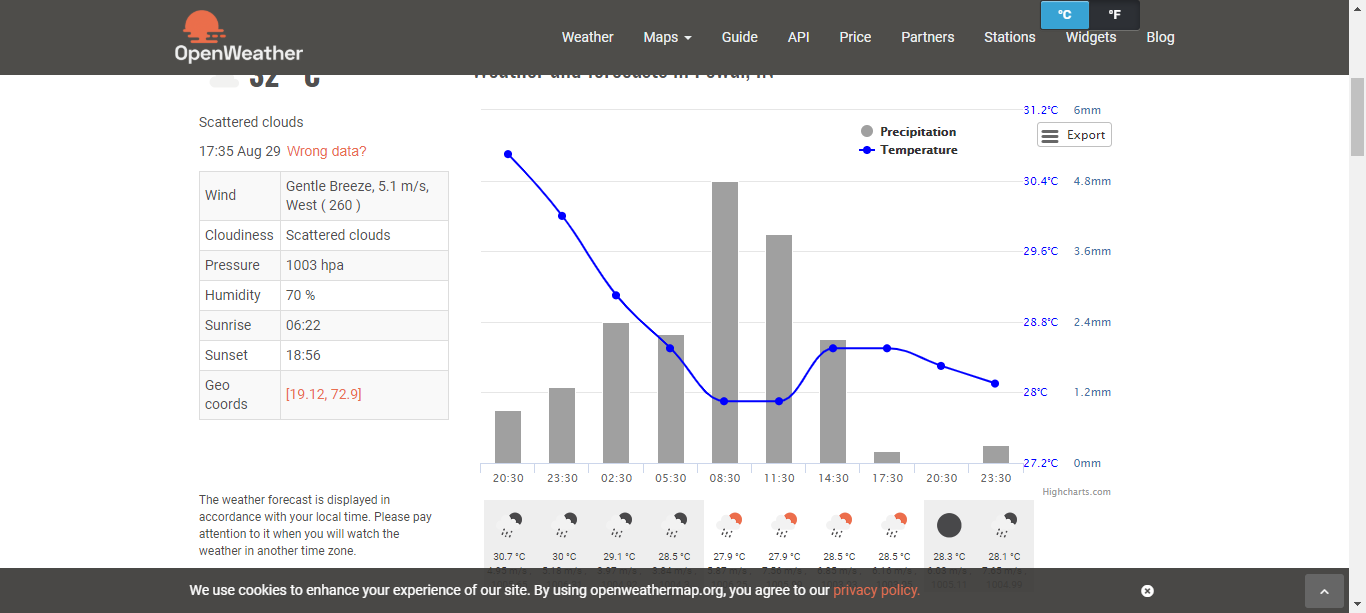 OpenWeather
Weather Maps Guide API Price Partners Stations Widgets Blog
°C °F
32 °C
Weather and forecasts in Powai, IN
Scattered clouds
17:35 Aug 29 Wrong data?
Wind Gentle Breeze, 5.1 m/s,
West ( 260 )
Cloudiness Scattered clouds
Pressure 1003 hpa
Humidity 70 %
Sunrise 06:22
Sunset 18:56
Geo
coords [19.12, 72.9]
The weather forecast is displayed in
accordance with your local time. Please pay
attention to it when you will watch the
weather in another time zone.
Precipitation
Temperature
Export
31.2°C 6mm
30.4°C 4.8mm
29.6°C 3.6mm
28.8°C 2.4mm
28°C 1.2mm
27.2°C 0mm
20:30 23:30 02:30 05:30 08:30 11:30 14:30 17:30 20:30 23:30
Highcharts.com
30.7 °C 30 °C 29.1 °C 28.5 °C 27.9 °C 27.9 °C 28.5 °C 28.5 °C 28.3 °C 28.1 °C
We use cookies to enhance your experience of our site. By using openweathermap.org, you agree to our privacy policy.